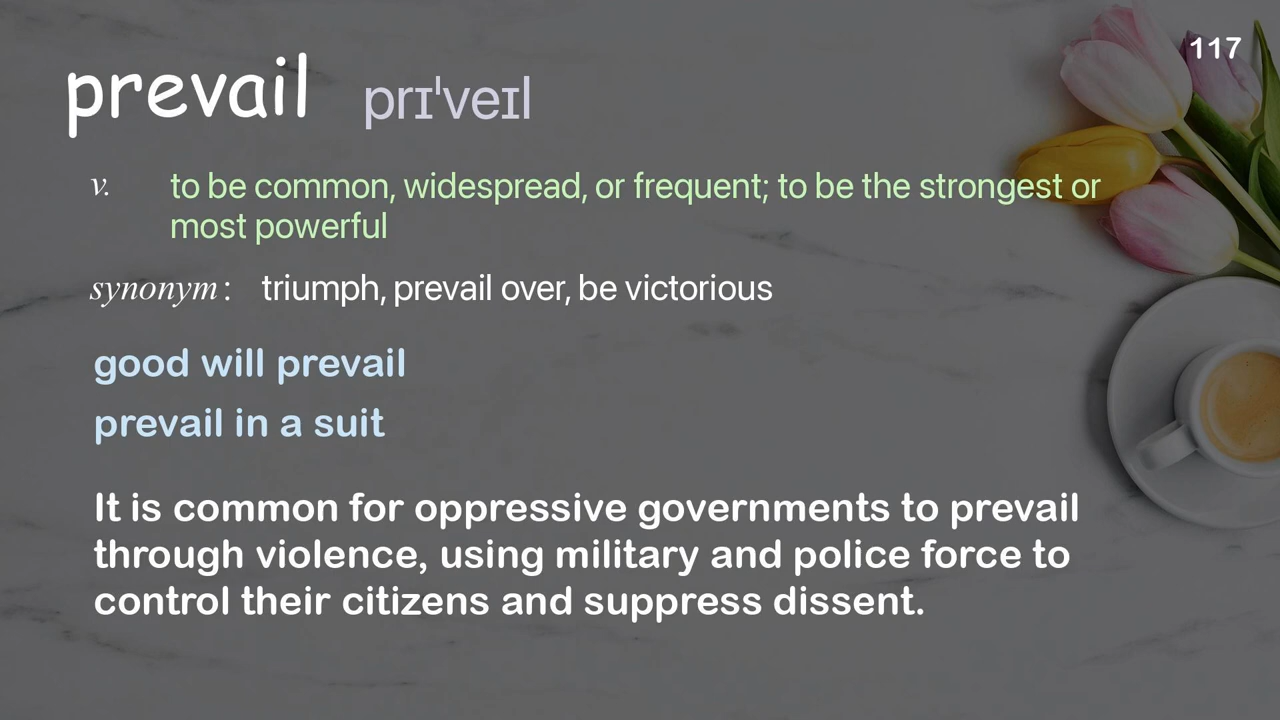 117
prevail prɪˈveɪl
v. to be common, widespread, or frequent; to be the strongest or
most powerful
synonym: triumph, prevail over, be victorious
good will prevail
prevail in a suit
It is common for oppressive governments to prevail
through violence, using military and police force to
control their citizens and suppress dissent.